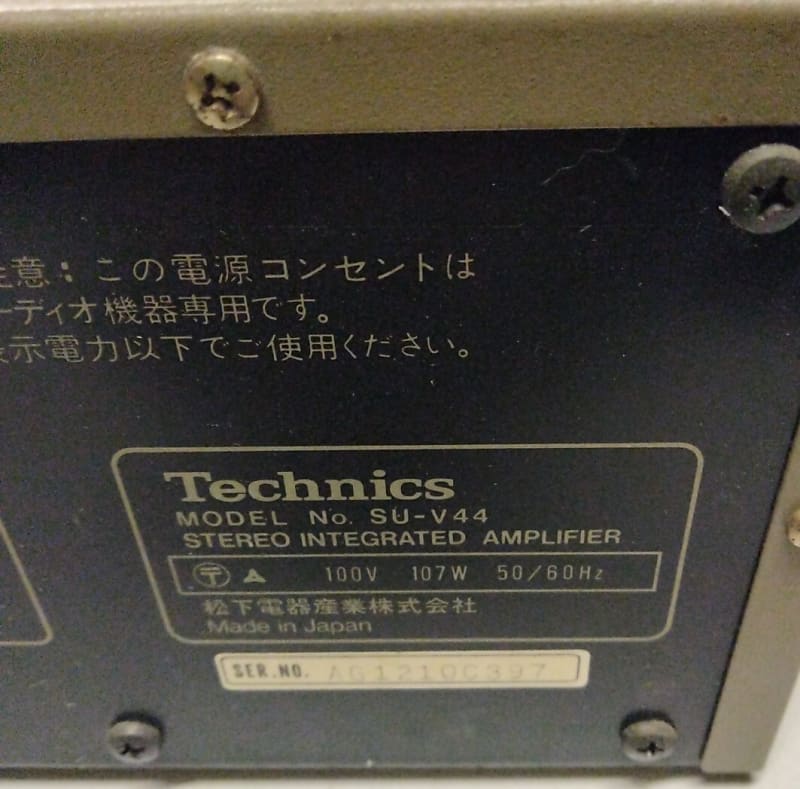 意：この電源コンセントは
ーディオ機器専用です。
示電力以下でご使用ください。
Technics
MODEL No. SU-V44
STEREO INTEGRATED AMPLIFIER
〒 A 100V 107W 50/60Hz
松下電器産業株式会社
Made in Japan
SER.NO. AG1210C397